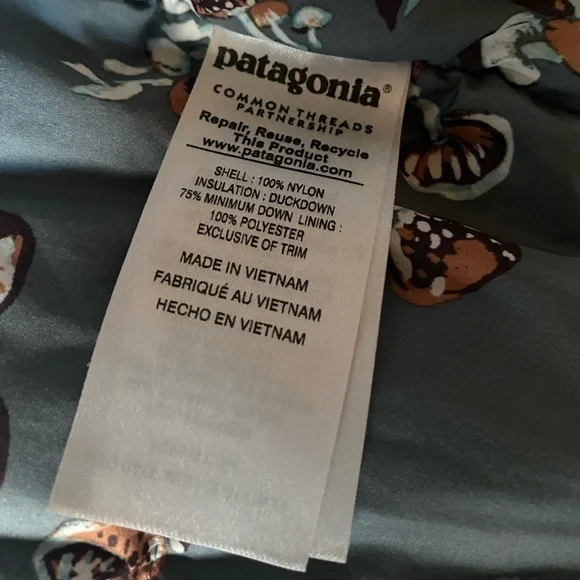 patagonia®
COMMON THREADS
PARTNERSHIP
Repair, Reuse, Recycle
This Product
www.patagonia.com
SHELL : 100% NYLON
INSULATION : DUCKDOWN
75% MINIMUM DOWN LINING :
100% POLYESTER
EXCLUSIVE OF TRIM
MADE IN VIETNAM
FABRIQUÉ AU VIETNAM
HECHO EN VIETNAM